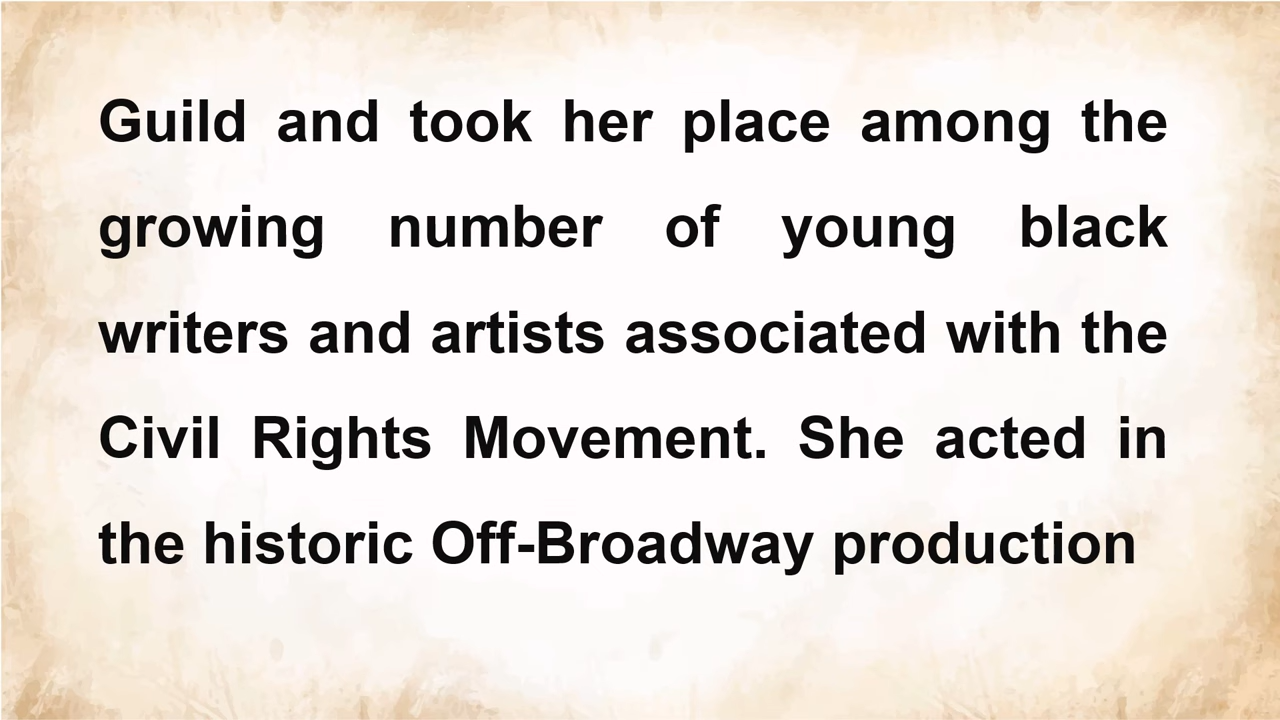 Guild and took her place among the
growing number of young black
writers and artists associated with the
Civil Rights Movement. She acted in
the historic Off-Broadway production